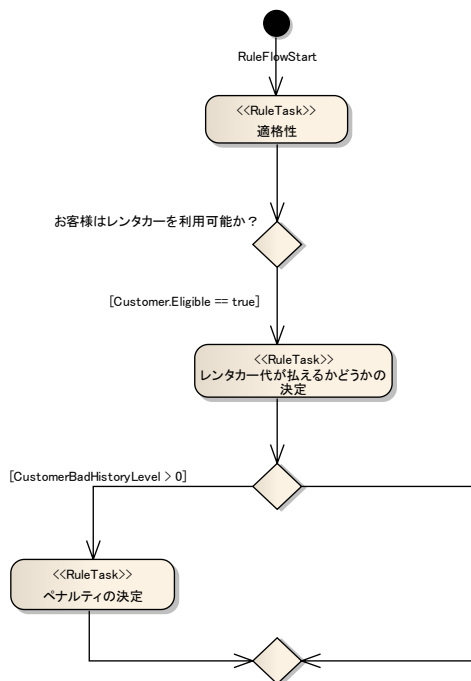 RuleFlowStart
<<RuleTask>>
適格性
お客様はレンタカーを利用可能か？
[Customer.Eligible == true]
<<RuleTask>>
レンタカー代が払えるかどうかの
決定
[CustomerBadHistoryLevel > 0]
<<RuleTask>>
ペナルティの決定